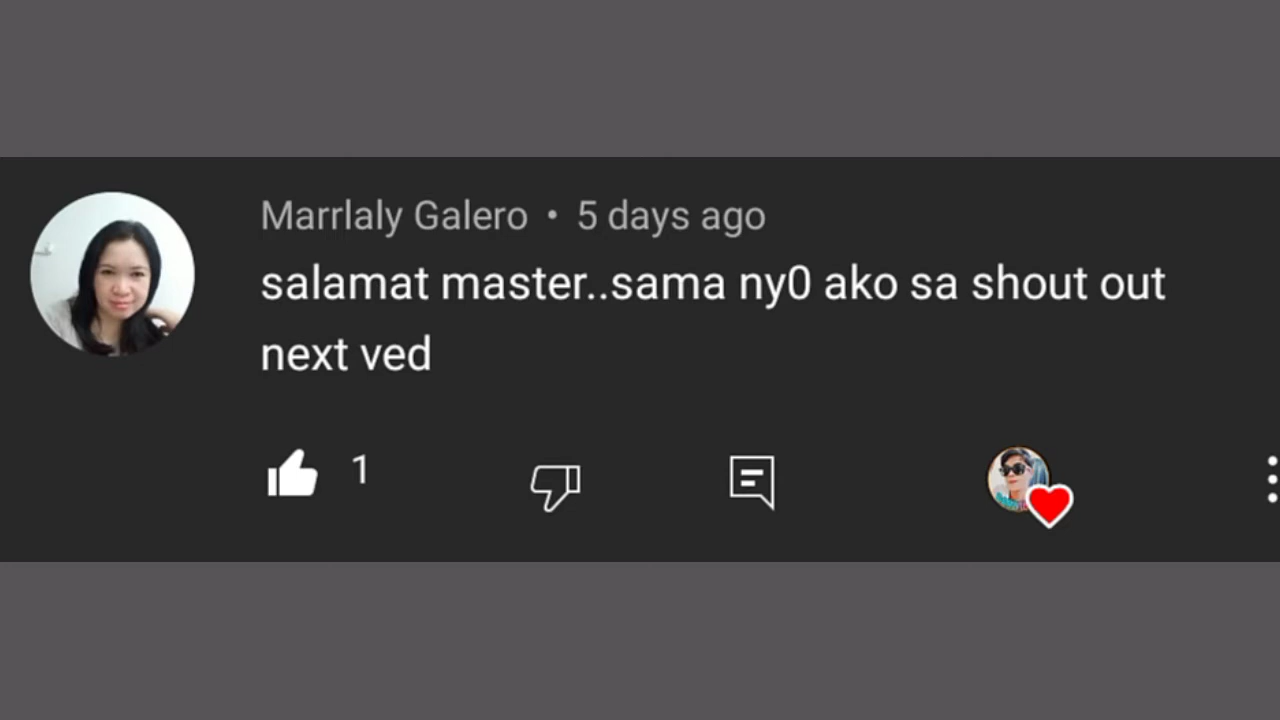 Marrlaly Galero • 5 days ago
salamat master..sama ny0 ako sa shout out
next ved
1